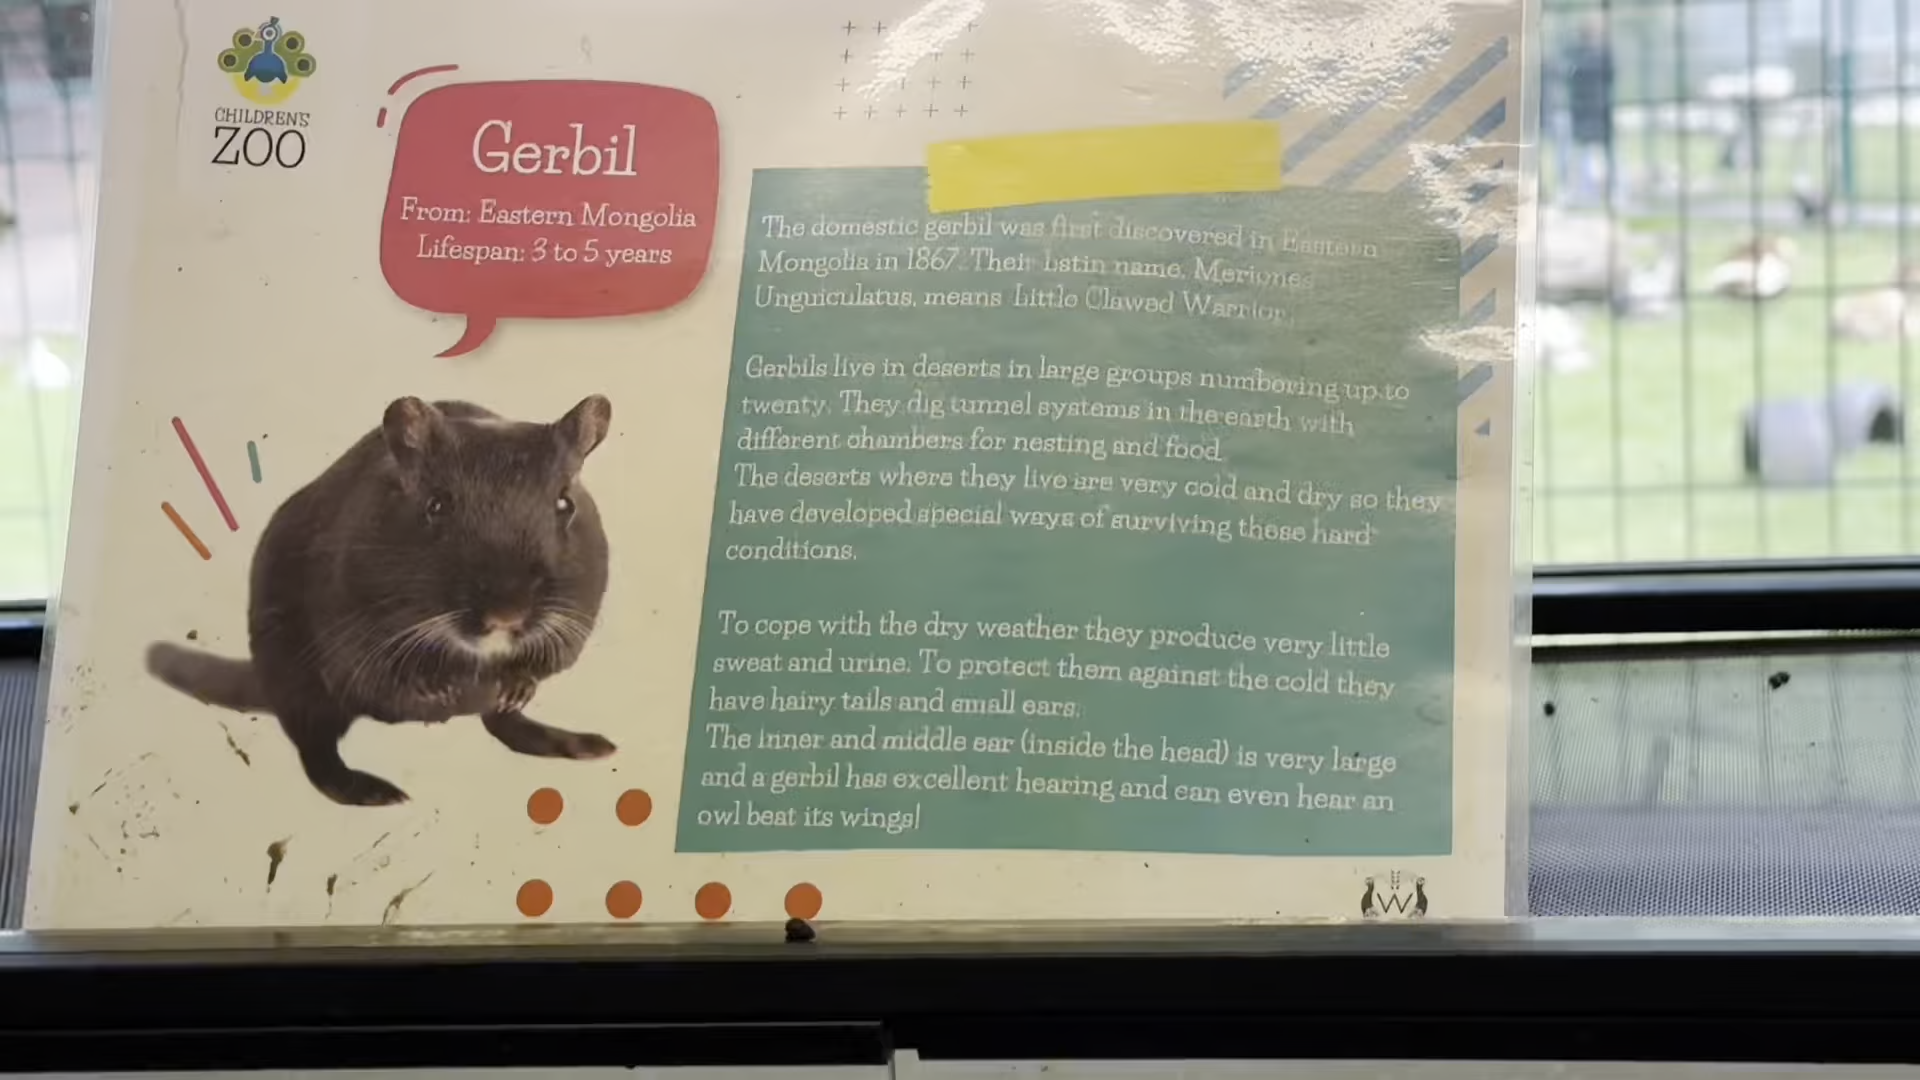 CHILDREN'S
ZOO
Gerbil
From: Eastern Mongolia
Lifespan: 3 to 5 years
The domestic gerbil was first discovered in Eastern
Mongolia in 1867. Their Latin name, Meriones
Unguiculatus, means Little Clawed Warrior.
Gerbils live in deserts in large groups numbering up to
twenty. They dig tunnel systems in the earth with
different chambers for nesting and food.
The deserts where they live are very cold and dry so they
have developed special ways of surviving these hard
conditions.
To cope with the dry weather they produce very little
sweat and urine. To protect them against the cold they
have hairy tails and small ears.
The inner and middle ear (inside the head) is very large
and a gerbil has excellent hearing and can even hear an
owl beat its wings!
W